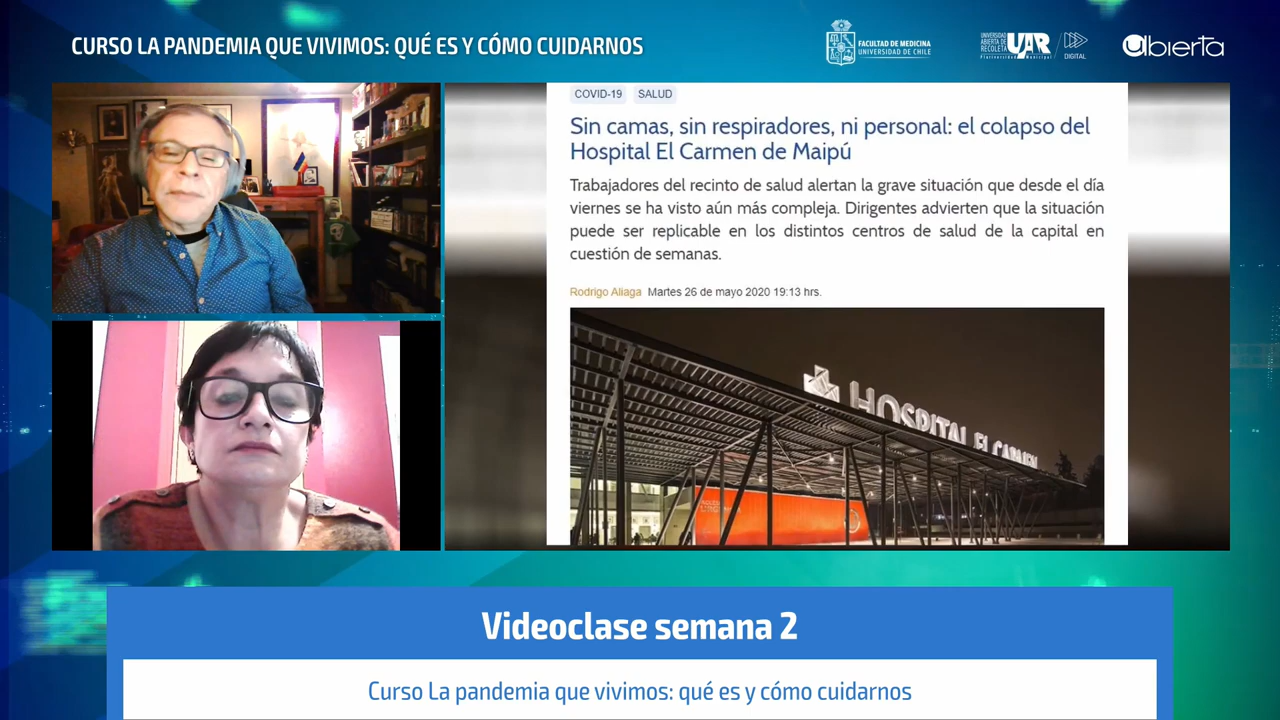 CURSO LA PANDEMIA QUE VIVIMOS: QUÉ ES Y CÓMO CUIDARNOS
FACULTAD DE MEDICINA
UNIVERSIDAD DE CHILE
UNIVERSIDAD
ABIERTA DE
RECOLETA
UAR
DIGITAL
uabierta
COVID-19 SALUD
Sin camas, sin respiradores, ni personal: el colapso del
Hospital El Carmen de Maipú
Trabajadores del recinto de salud alertan la grave situación que desde el día
viernes se ha visto aún más compleja. Dirigentes advierten que la situación
puede ser replicable en los distintos centros de salud de la capital en
cuestión de semanas.
Rodrigo Aliaga Martes 26 de mayo 2020 19:13 hrs.
HOSPITAL EL CARMEN
Videoclase semana 2
Curso La pandemia que vivimos: qué es y cómo cuidarnos